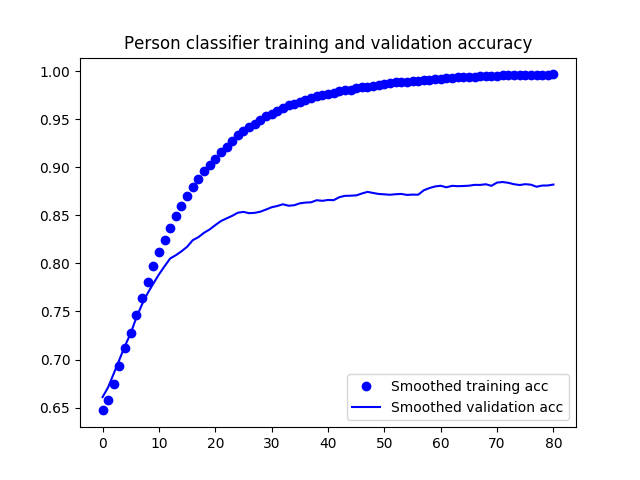 Person classifier training and validation accuracy
1.00
0.95
0.90
0.85
0.80
0.75
0.70
0.65
Smoothed training acc
Smoothed validation acc
0 10 20 30 40 50 60 70 80